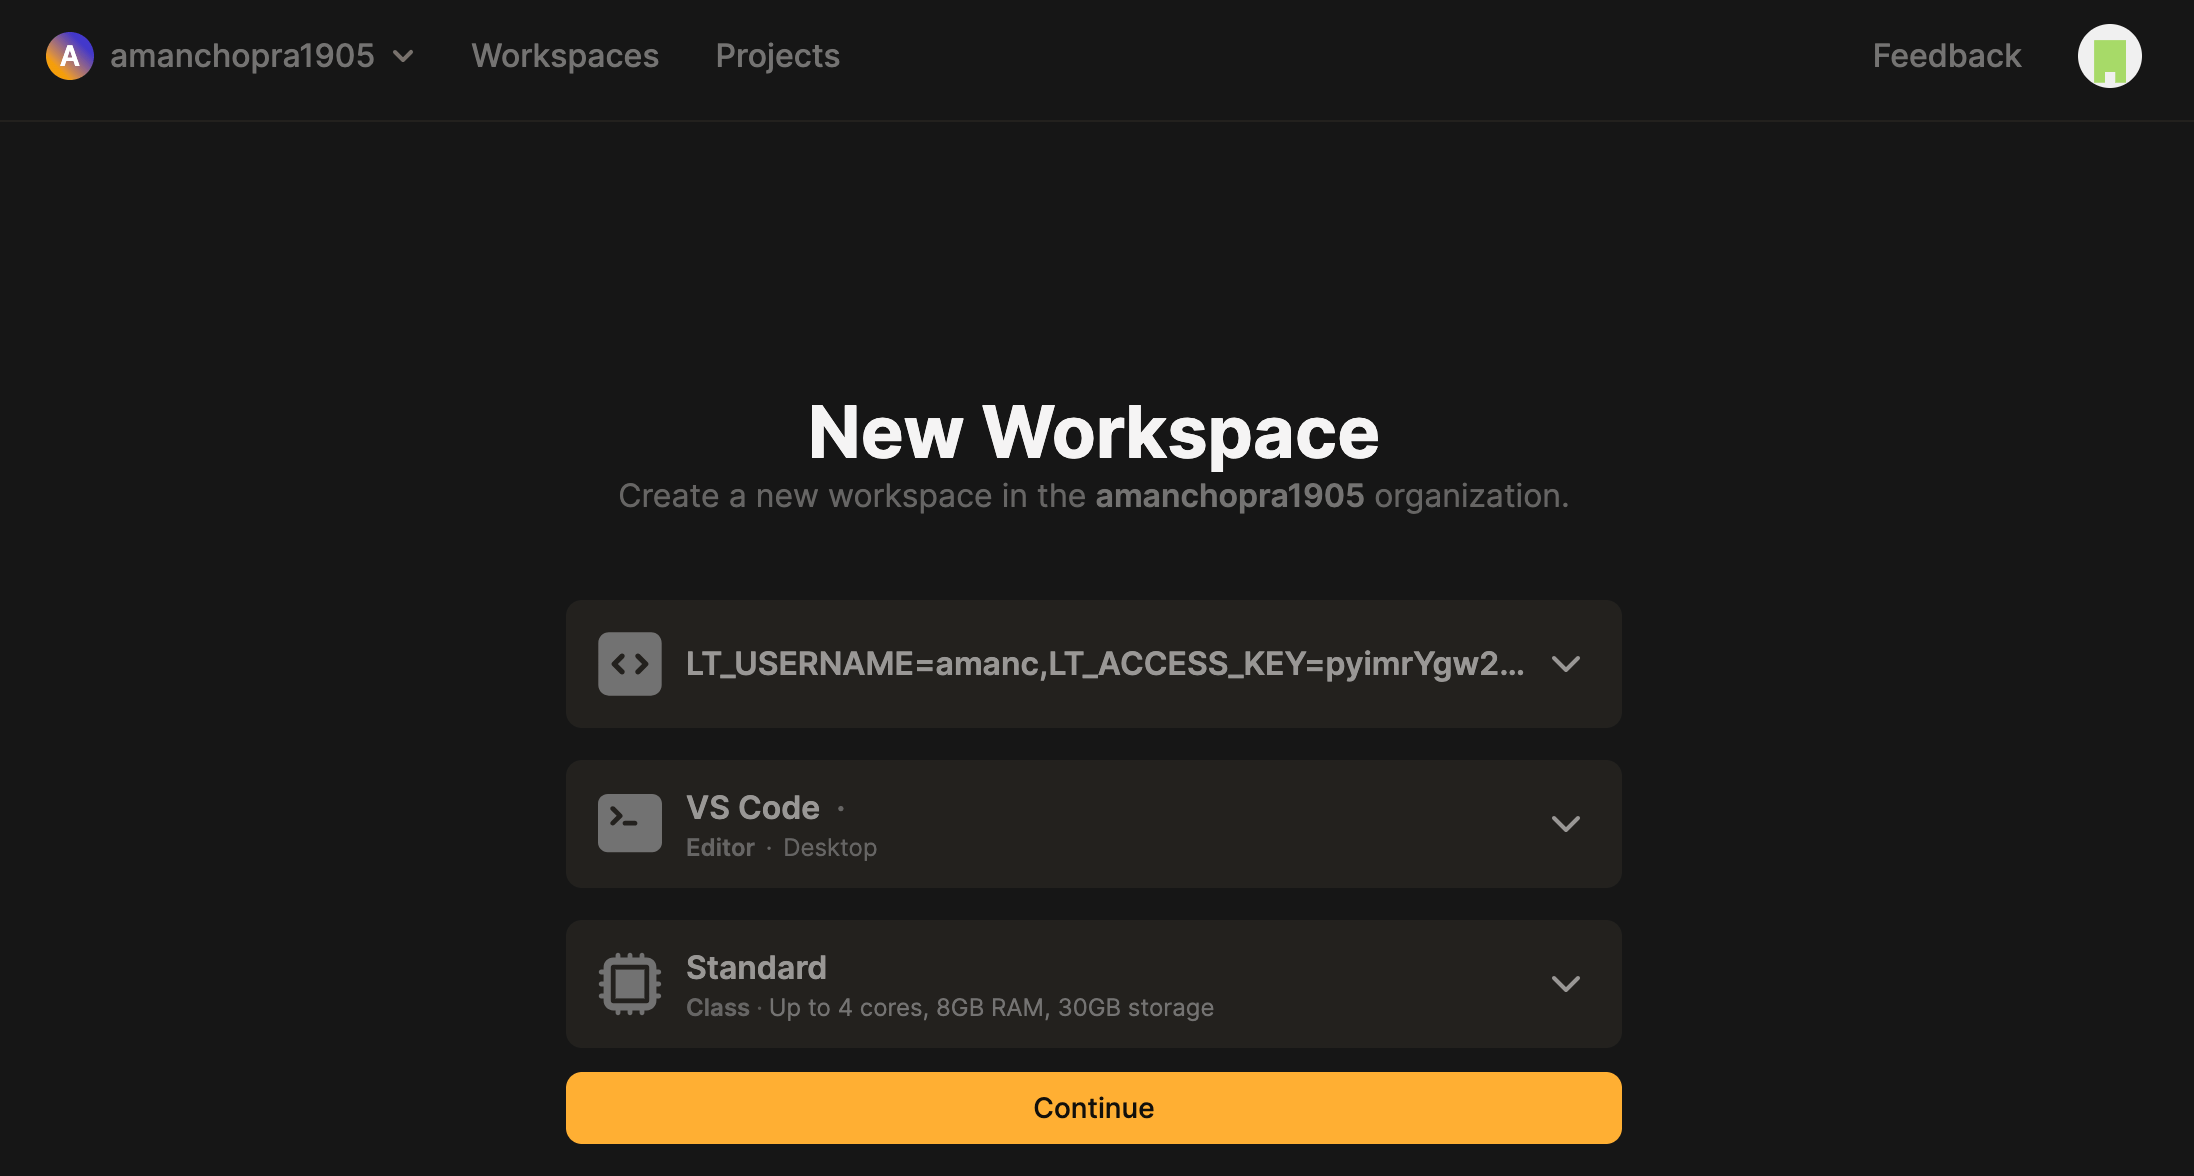 A amanchopra1905 Workspaces Projects Feedback
New Workspace
Create a new workspace in the amanchopra1905 organization.
LT_USERNAME=amanc,LT_ACCESS_KEY=pyimrYgw2...
VS Code ·
Editor · Desktop
Standard
Class · Up to 4 cores, 8GB RAM, 30GB storage
Continue